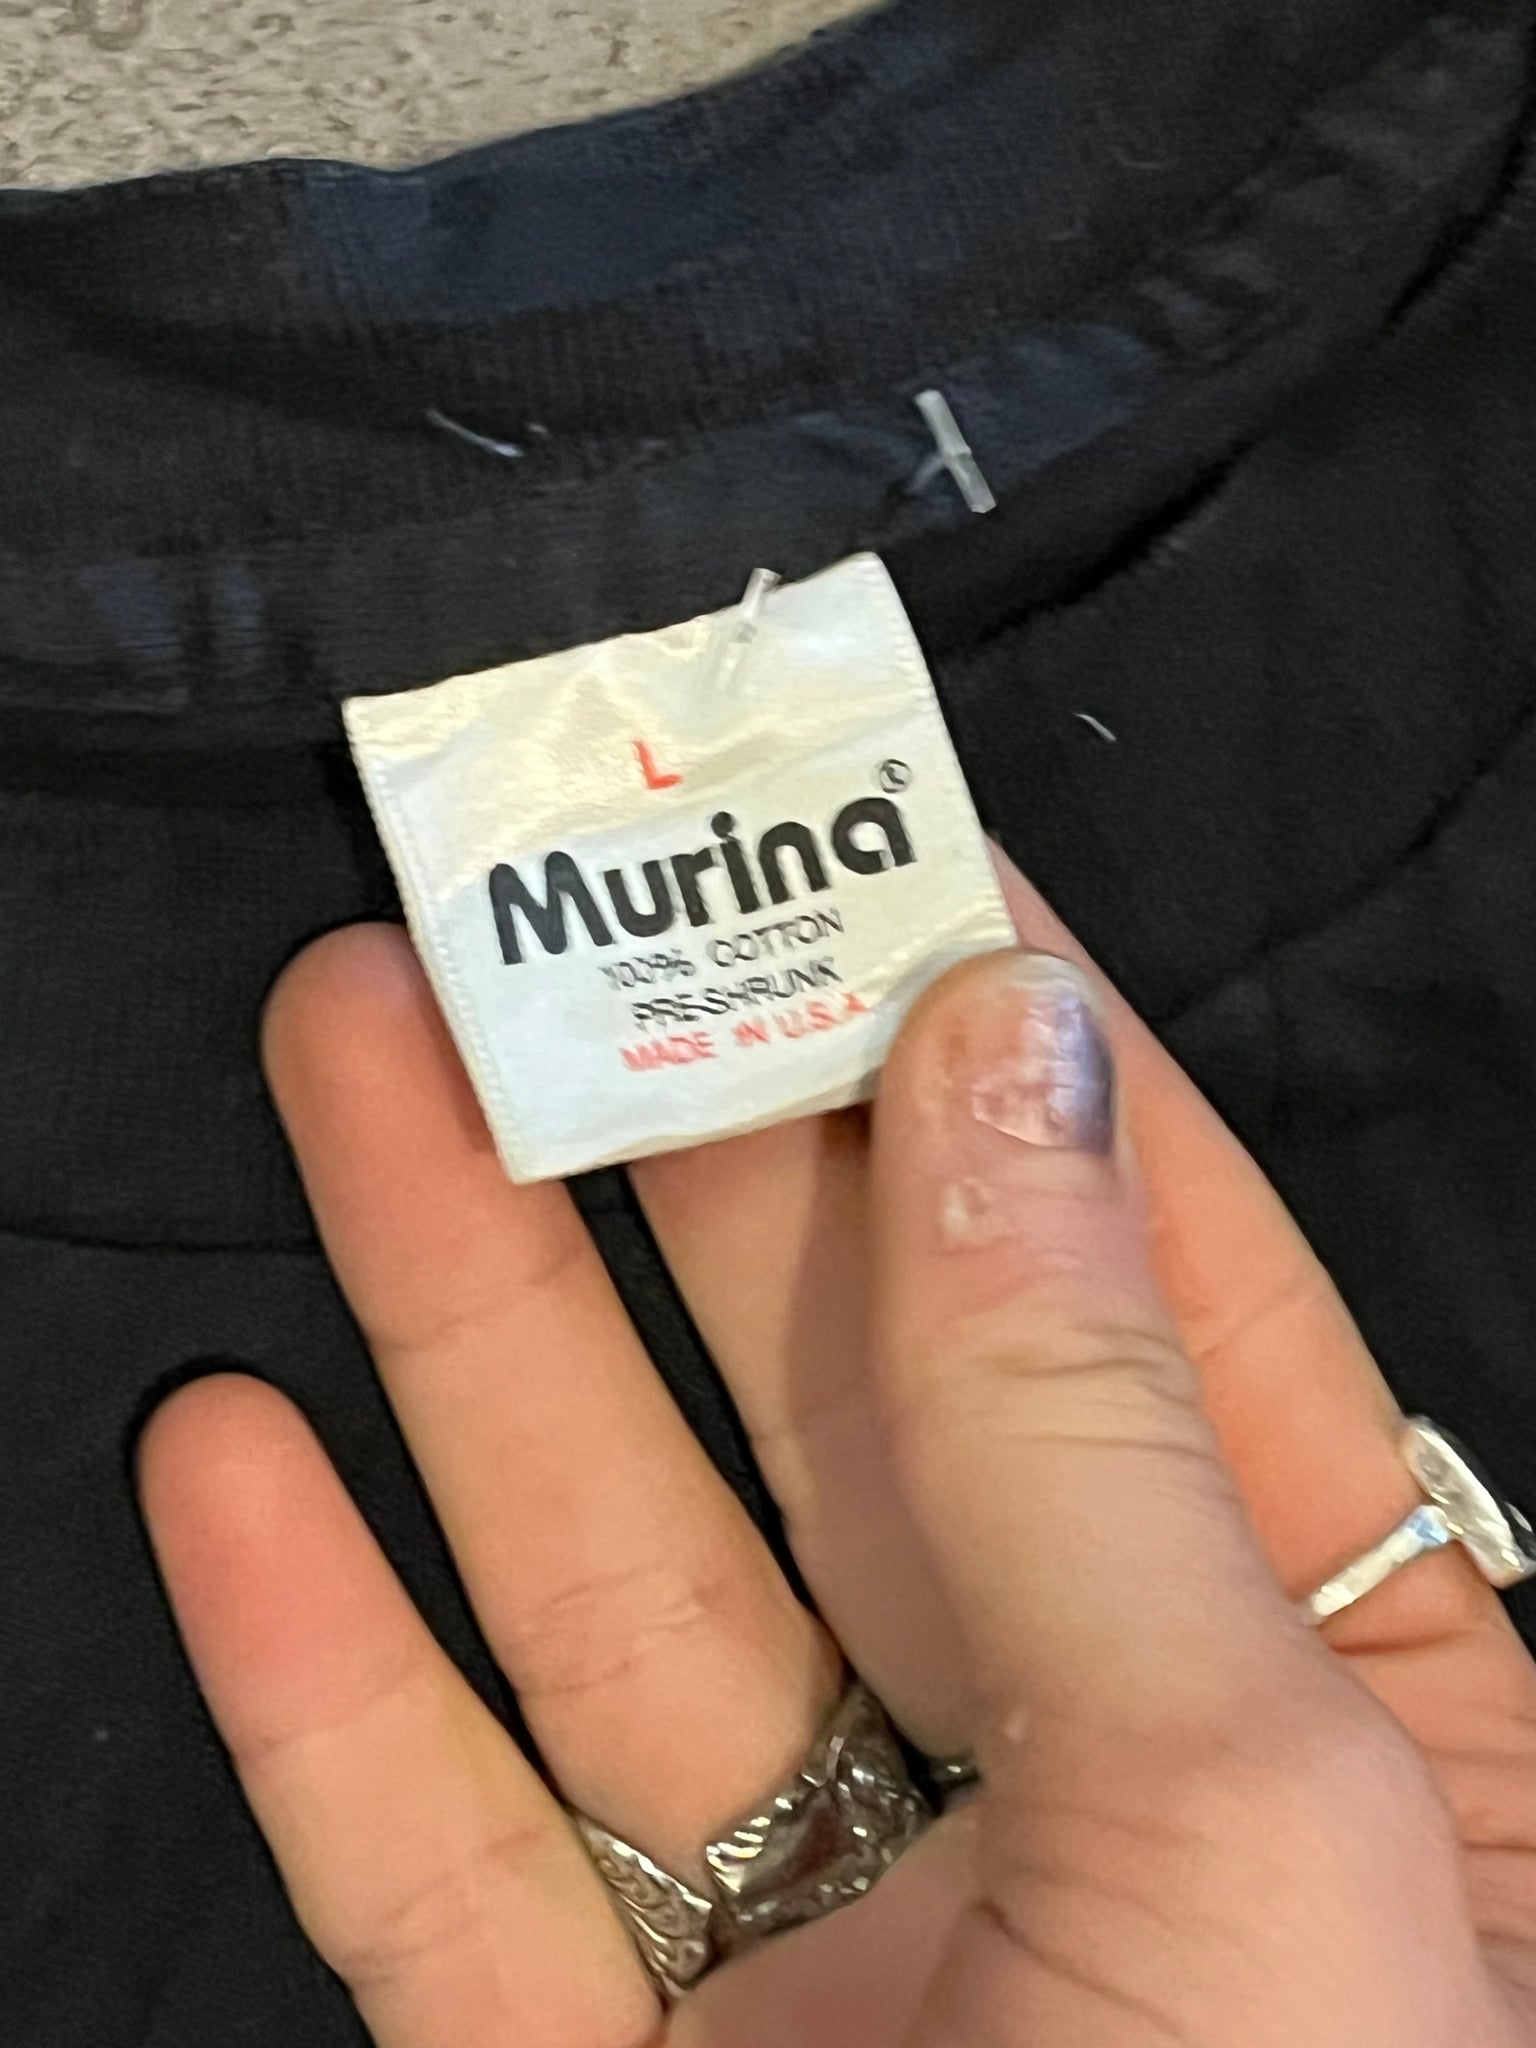 L
Murina®
100% COTTON
PRESHRUNK
MADE IN U.S.A